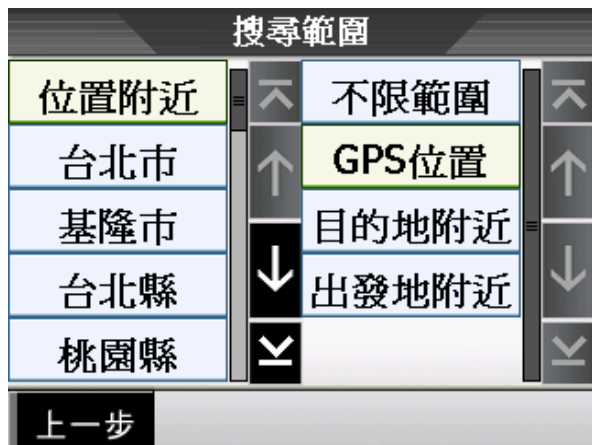 搜尋範圍
位置附近
台北市
基隆市
台北縣
桃園縣
不限範圍
GPS位置
目的地附近
出發地附近
上一步